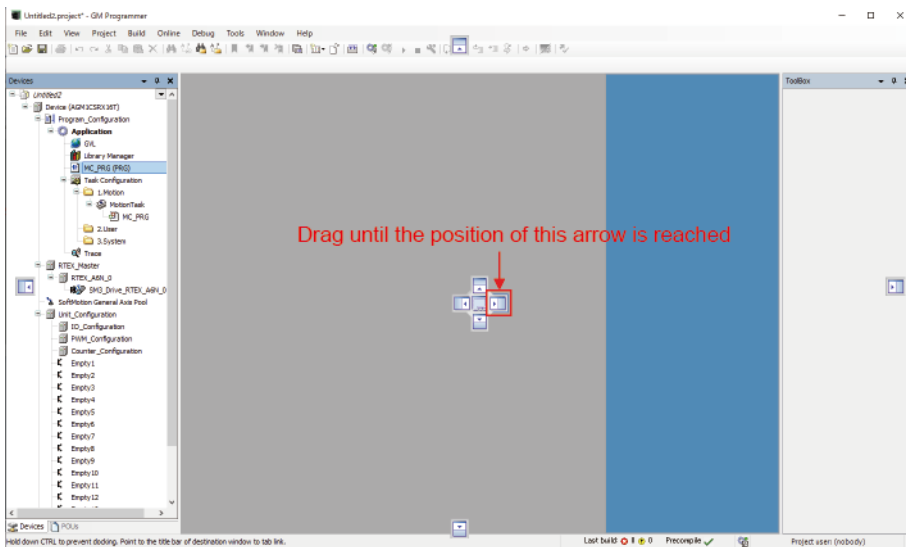 Untitled2.project* - GM Programmer
File Edit View Project Build Online Debug Tools Window Help
Devices
ToolBox
Untitled2
Device (AGM1CSRX16T)
Program_Configuration
Application
GVL
Library Manager
MC_PRG (PRG)
Task Configuration
1.Motion
MotionTask
MC_PRG
2.User
3.System
Trace
RTEX_Master
RTEX_A6N_0
SM3_Drive_RTEX_A6N_0
SoftMotion General Axis Pool
Unit_Configuration
IO_Configuration
PWM_Configuration
Counter_Configuration
Empty1
Empty2
Empty3
Empty4
Empty5
Empty6
Empty7
Empty8
Empty9
Empty10
Empty11
Empty12
Drag until the position of this arrow is reached
Devices POUs
Hold down CTRL to prevent docking. Point to the title bar of destination window to tab link.
Last build: 0 Precompile
Project user: (nobody)